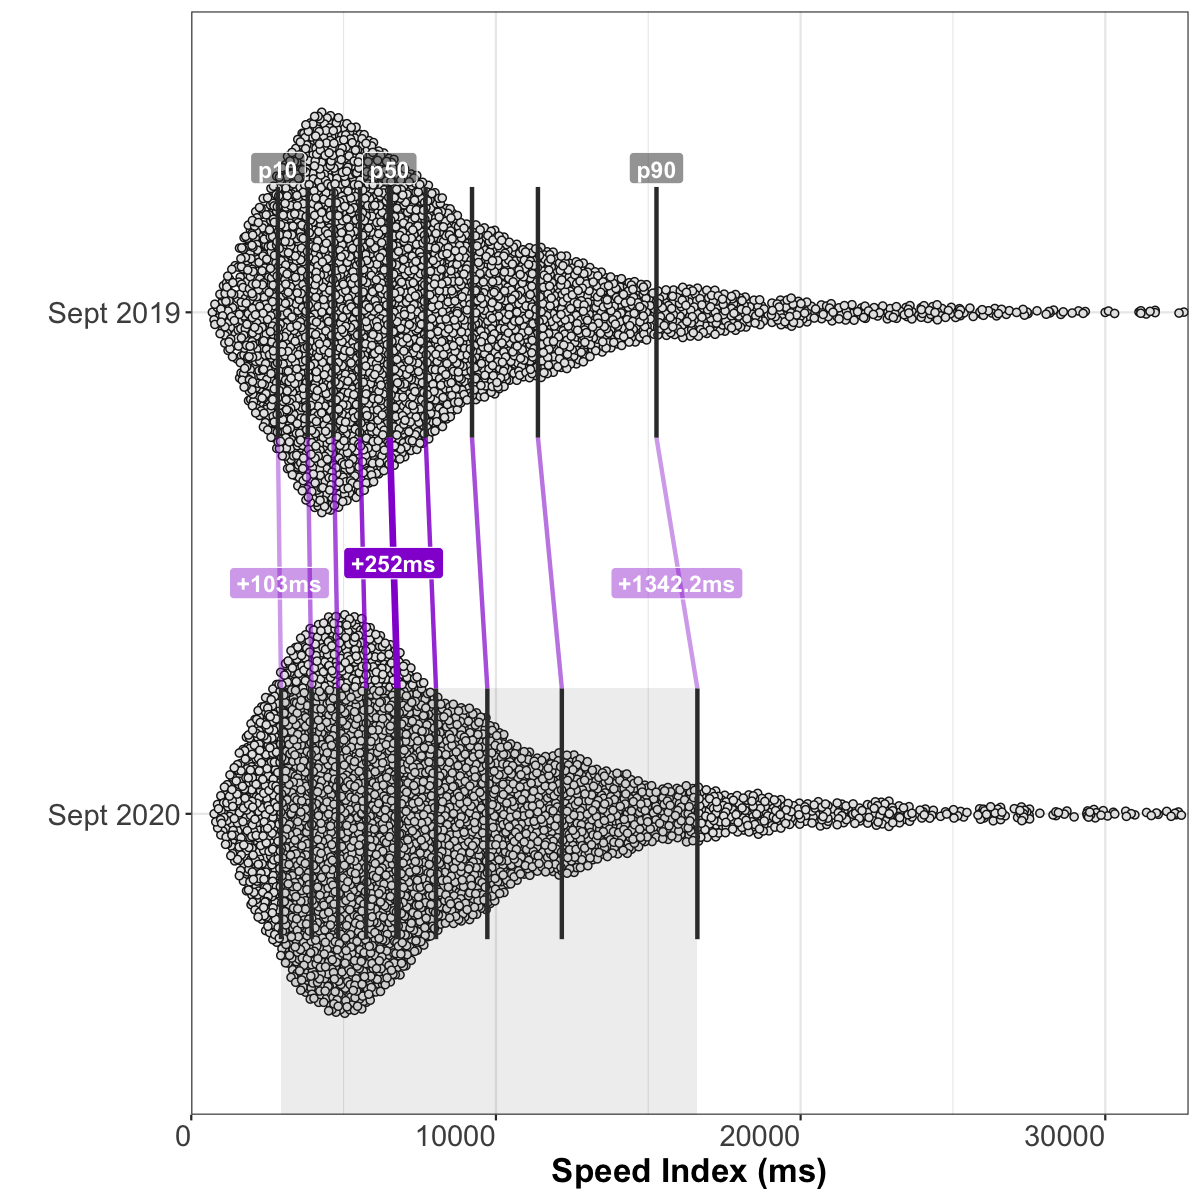 p10 p50 p90
Sept 2019
+252ms
+103ms +1342.2ms
Sept 2020
0 10000 20000 30000
Speed Index (ms)